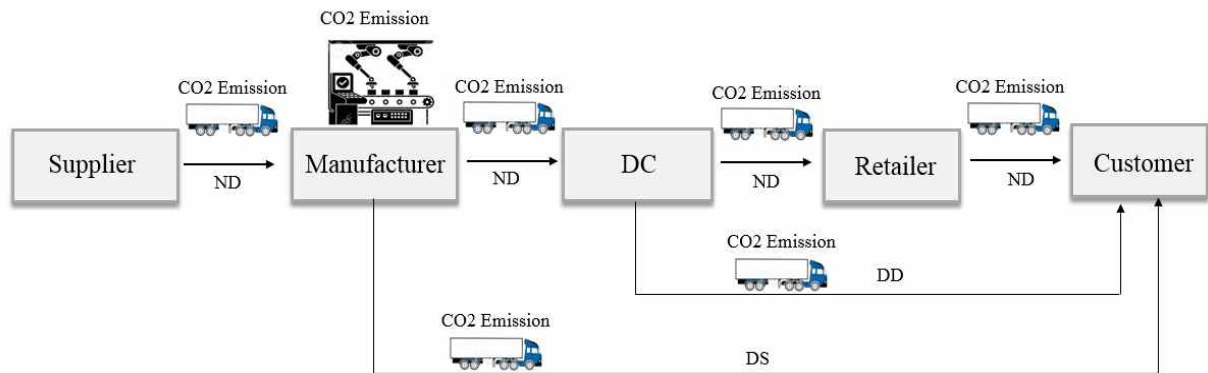 CO2 Emission
CO2 Emission
CO2 Emission
CO2 Emission
CO2 Emission
Supplier
Manufacturer
DC
Retailer
Customer
ND
ND
ND
ND
CO2 Emission
DD
CO2 Emission
DS